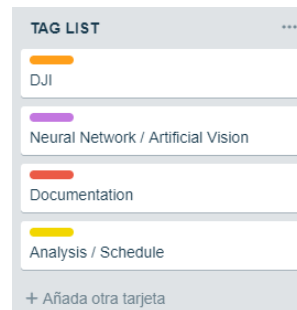 TAG LIST
DJI
Neural Network / Artificial Vision
Documentation
Analysis / Schedule
+ Añada otra tarjeta